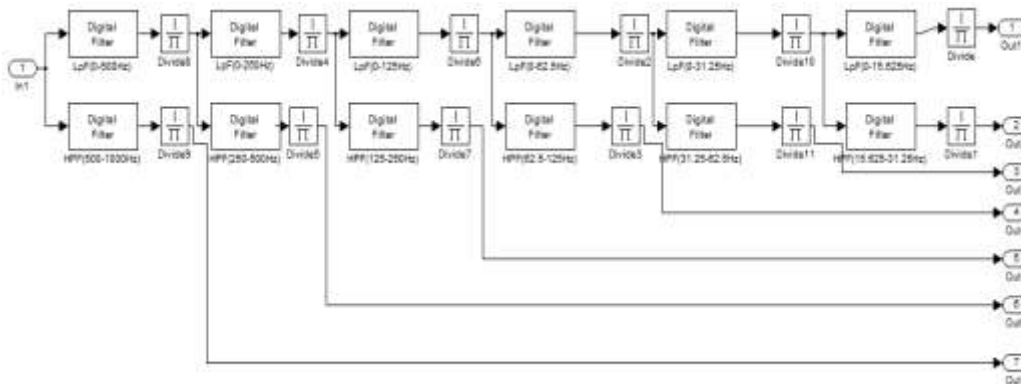 Digital Filter Digital Filter Digital Filter Digital Filter Digital Filter Digital Filter
1 1
In1 Out1
LpF(0-500Hz) Divide8 LpF(0-250Hz) Divide4 LpF(0-125Hz) Divide6 LpF(0-62.5Hz) Divide2 LpF(0-31.25Hz) Divide10 LpF(0-15.625Hz) Divide
Digital Filter Digital Filter Digital Filter Digital Filter Digital Filter Digital Filter
2
Out
HPF(500-1000Hz) Divide9 HPF(250-500Hz) Divide5 HPF(125-250Hz) Divide7 HPF(62.5-125Hz) Divide3 HPF(31.25-62.5Hz) Divide11 HPF(15.625-31.25Hz) Divide1
3
Out
4
Out
5
Out
6
Out
7
Out